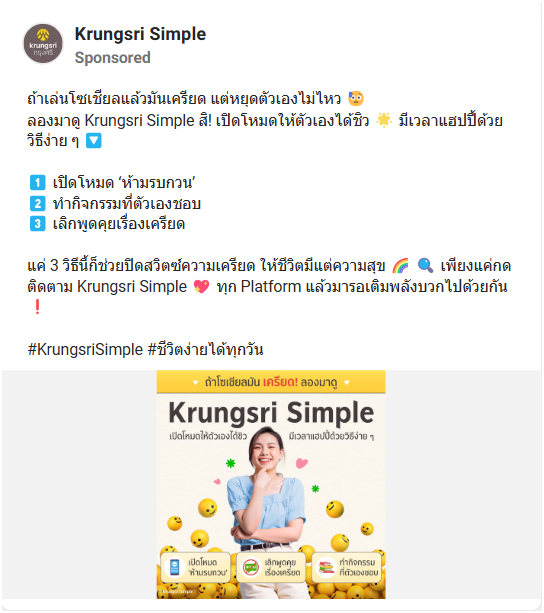 Krungsri Simple
krungsri
กรุงศรี
Sponsored
ถ้าเล่นโซเชียลแล้วมันเครียด แต่หยุดตัวเองไม่ไหว 😥
ลองมาดู Krungsri Simple สิ! เปิดโหมดให้ตัวเองได้ชิว 🌟 มีเวลาแฮปปี้ด้วย
วิธีง่าย ๆ 🔽
1️⃣ เปิดโหมด ‘ห้ามรบกวน’
2️⃣ ทำกิจกรรมที่ตัวเองชอบ
3️⃣ เลิกพูดคุยเรื่องเครียด
แค่ 3 วิธีนี้ก็ช่วยปิดสวิตซ์ความเครียด ให้ชีวิตมีแต่ความสุข 🌈 🔍 เพียงแค่กด
ติดตาม Krungsri Simple 💖 ทุก Platform แล้วมารอเติมพลังบวกไปด้วยกัน
❗
#KrungsriSimple #ชีวิตง่ายได้ทุกวัน
ถ้าโซเชียลมัน เครียด! ลองมาดู
Krungsri Simple
เปิดโหมดให้ตัวเองได้ชิว มีเวลาแฮปปี้ด้วยวิธีง่าย ๆ
เปิดโหมด
‘ห้ามรบกวน’
เลิกพูดคุย
เรื่องเครียด
ทำกิจกรรม
ที่ตัวเองชอบ